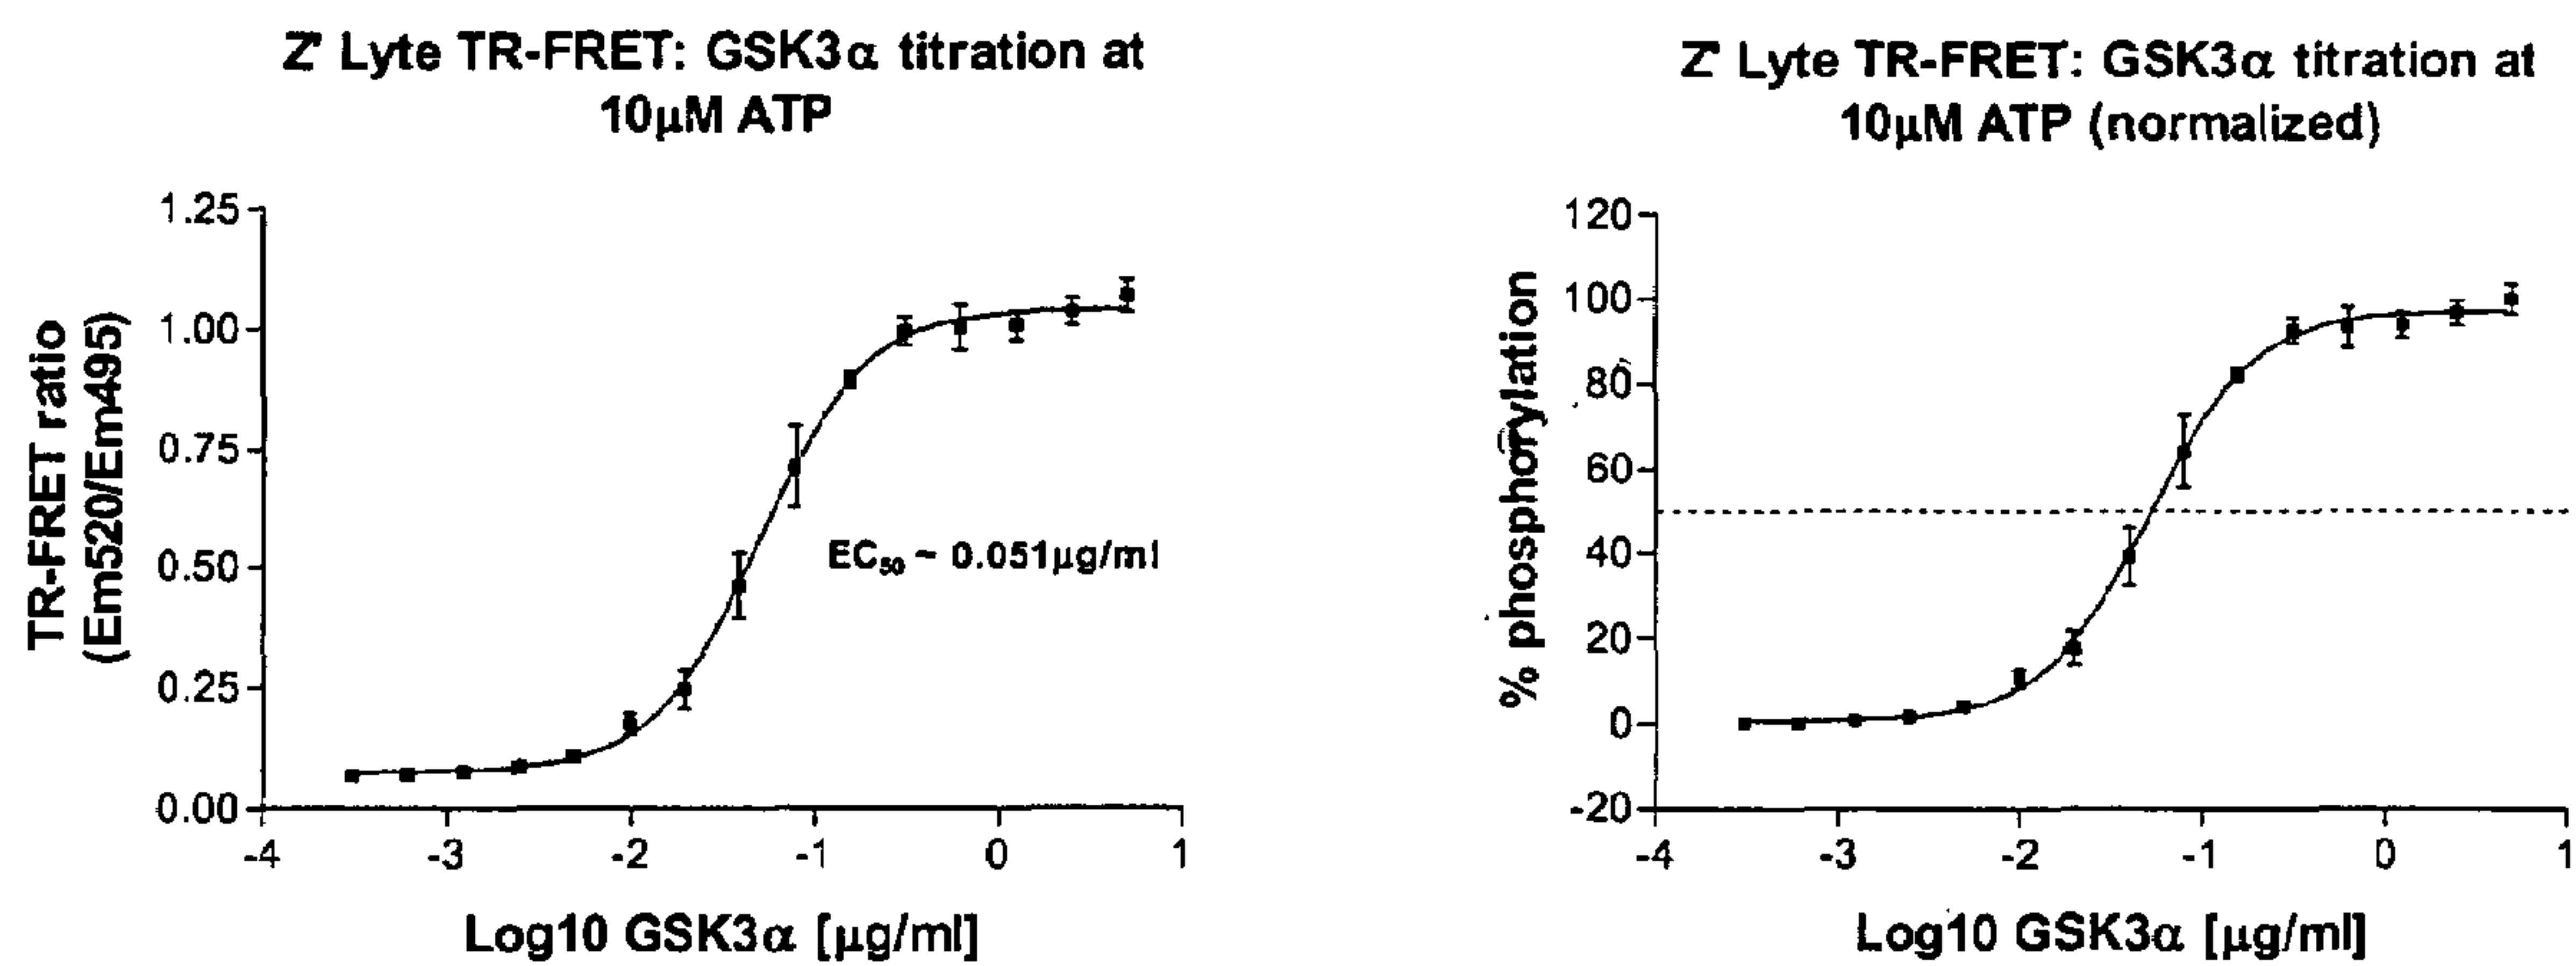 Z' Lyte TR-FRET: GSK3α titration at
10µM ATP
TR-FRET ratio
(Em520/Em495)
1.25
1.00
0.75
0.50
0.25
0.00
EC₅₀ ~ 0.051µg/ml
-4 -3 -2 -1 0 1
Log10 GSK3α [µg/ml]
Z' Lyte TR-FRET: GSK3α titration at
10µM ATP (normalized)
% phosphorylation
120
100
80
60
40
20
0
-20
-4 -3 -2 -1 0 1
Log10 GSK3α [µg/ml]